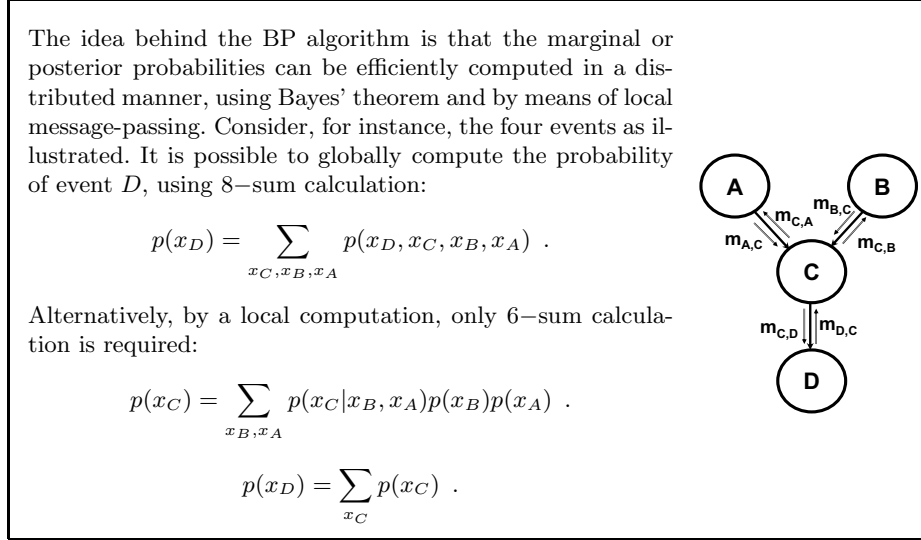 The idea behind the BP algorithm is that the marginal or
posterior probabilities can be efficiently computed in a dis-
tributed manner, using Bayes' theorem and by means of local
message-passing. Consider, for instance, the four events as il-
lustrated. It is possible to globally compute the probability
of event D, using 8−sum calculation:
p(x_D) = ∑_{x_C,x_B,x_A} p(x_D, x_C, x_B, x_A) .
Alternatively, by a local computation, only 6−sum calcula-
tion is required:
p(x_C) = ∑_{x_B,x_A} p(x_C|x_B, x_A)p(x_B)p(x_A) .
p(x_D) = ∑_{x_C} p(x_C) .
A
B
m_{C,A}
m_{B,C}
m_{A,C}
m_{C,B}
C
m_{C,D}
m_{D,C}
D